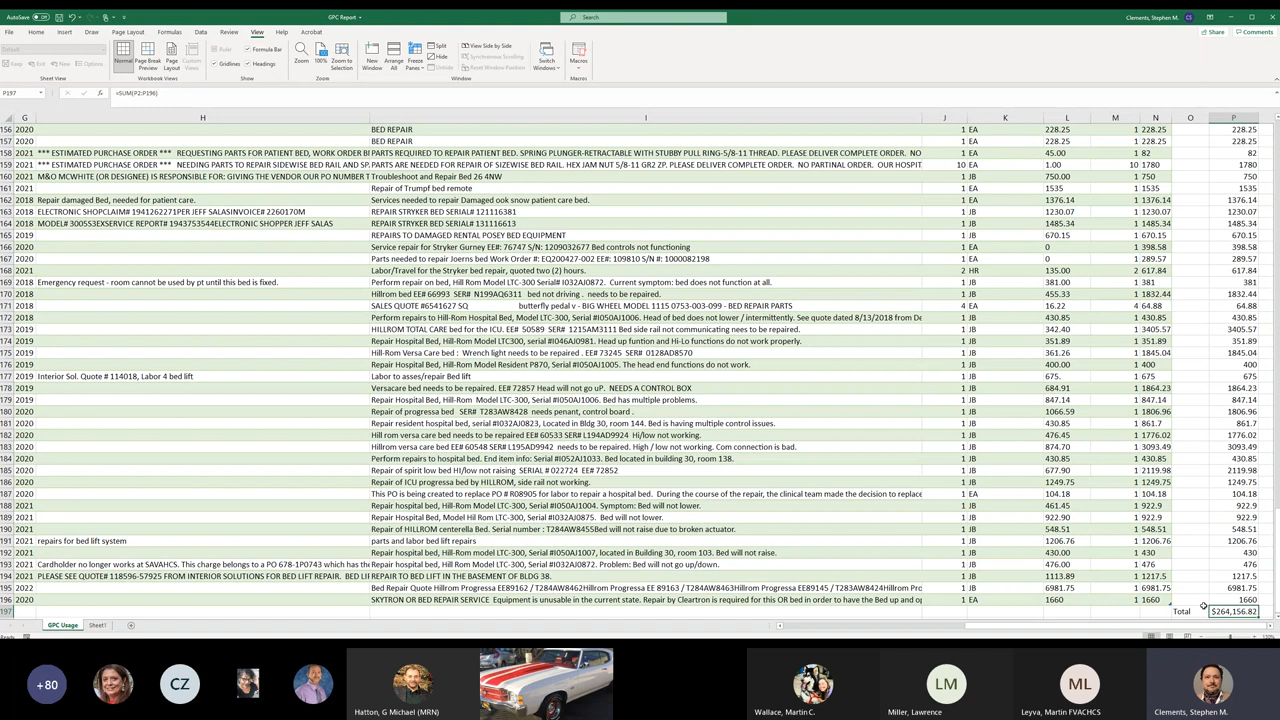 AutoSave Off GPC Report Search Clements, Stephen M. CS
File Home Insert Draw Page Layout Formulas Data Review View Help Acrobat Share Comments
Default Ruler Formula Bar Split View Side by Side
Keep Exit New Options Normal Page Break Preview Page Layout Custom Views Gridlines Headings Zoom 100% Zoom to Selection New Window Arrange All Freeze Panes Hide Synchronous Scrolling Reset Window Position Switch Windows Macros
Sheet View Workbook Views Show Zoom Window Macros
P197 =SUM(P2:P196)
G H I J K L M N O P
156 2020 BED REPAIR 1 EA 228.25 1 228.25 228.25
157 2020 BED REPAIR 1 EA 228.25 1 228.25 228.25
158 2021 *** ESTIMATED PURCHASE ORDER *** REQUESTING PARTS FOR PATIENT BED, WORK ORDER BI PARTS REQUIRED TO REPAIR PATIENT BED. SPRING PLUNGER-RETRACTABLE WITH STUBBY PULL RING-5/8-11 THREAD. PLEASE DELIVER COMPLETE ORDER. NO 1 EA 45.00 1 82 82
159 2021 *** ESTIMATED PURCHASE ORDER *** NEEDING PARTS TO REPAIR SIDEWISE BED RAIL AND SP. PARTS ARE NEEDED FOR REPAIR OF SIZEWISE BED RAIL. HEX JAM NUT 5/8-11 GR2 ZP. PLEASE DELIVER COMPLETE ORDER. NO PARTINAL ORDER. OUR HOSPIT 10 EA 1.00 10 1780 1780
160 2021 M&O MCWHITE (OR DESIGNEE) IS RESPONSIBLE FOR: GIVING THE VENDOR OUR PO NUMBER T Troubleshoot and Repair Bed 26 4NW 1 JB 750.00 1 750 750
161 2021 Repair of Trumpf bed remote 1 EA 1535 1 1535 1535
162 2018 Repair damaged Bed, needed for patient care. Services needed to repair Damaged ook snow patient care bed. 1 EA 1376.14 1 1376.14 1376.14
163 2018 ELECTRONIC SHOPCLAIM# 1941262271PER JEFF SALASINVOICE# 2260170M REPAIR STRYKER BED SERIAL# 121116381 1 JB 1230.07 1 1230.07 1230.07
164 2018 MODEL# 3005S3EXSERVICE REPORT# 1943753544ELECTRONIC SHOPPER JEFF SALAS REPAIR STRYKER BED SERIAL# 131116613 1 JB 1485.34 1 1485.34 1485.34
165 2019 REPAIRS TO DAMAGED RENTAL POSEY BED EQUIPMENT 1 JB 670.15 1 670.15 670.15
166 2020 Service repair for Stryker Gurney EE#: 76747 S/N: 1209032677 Bed controls not functioning 1 EA 0 1 398.58 398.58
167 2020 Parts needed to repair Joerns bed Work Order #: EQ200427-002 EE#: 109810 S/N #: 1000082198 1 EA 0 1 289.57 289.57
168 2021 Labor/Travel for the Stryker bed repair, quoted two (2) hours. 2 HR 135.00 2 617.84 617.84
169 2018 Emergency request - room cannot be used by pt until this bed is fixed. Perform repair on bed, Hill Rom Model LTC-300, Serial #I032AJ0872. Current symptom: bed does not function at all. 1 JB 381.00 1 381 381
170 2018 Hillrom bed EE# 66993 SER# N199AQ6311 bed not driving . needs to be repaired. 1 JB 455.33 1 1832.44 1832.44
171 2018 SALES QUOTE #6541627 SQ butterfly pedal v - BIG WHEEL MODEL 1115 0753-003-099 - BED REPAIR PARTS 4 EA 16.22 4 64.88 64.88
172 2018 Perform repairs to Hill-Rom Hospital Bed, Model LTC-300, Serial #I050AJ1006. Head of bed does not lower / intermittently. See quote dated 8/13/2018 from De 1 JB 430.85 1 430.85 430.85
173 2019 HILLROM TOTAL CARE bed for the ICU. EE# 50589 SER# 1215AM3111 Bed side rail not communicating nees to be repaired. 1 JB 342.40 1 3405.57 3405.57
174 2019 Repair Hospital Bed, Model LTC300, serial #I046AJ0981. Head up funtion and Hi-Lo functions do not work properly. 1 JB 351.89 1 351.89 351.89
175 2019 Hill-Rom Versa Care bed : Wrench light needs to be repaired . EE# 73245 SER# 0128AD8570 1 JB 361.26 1 1845.04 1845.04
176 2019 Repair Hospital Bed, Hill-Rom Model Resident P870, Serial #I050AJ1005. The head end functions do not work. 1 JB 400.00 1 400 400
177 2019 Interior Sol. Quote # 114018, Labor 4 bed lift Labor to asses/repair Bed lift 1 JB 675. 1 675 675
178 2019 Versacare bed needs to be repaired. EE# 72857 Head will not go uP. NEEDS A CONTROL BOX 1 JB 684.91 1 1864.23 1864.23
179 2019 Repair Hospital Bed, Hill-Rom Model LTC-300, Serial #I050AJ1006. Bed has multiple problems. 1 JB 847.14 1 847.14 847.14
180 2019 Repair of progressa bed SER# T283AW8428 needs penant, control board . 1 JB 1066.59 1 1806.96 1806.96
181 2020 Repair resident hospital bed, serial #I032AJ0823, Located in Bldg 30, room 144. Bed is having multiple control issues. 1 JB 430.85 1 861.7 861.7
182 2020 Hill rom versa care bed needs to be repaired EE# 60533 SER# L194AD9924 Hi/low not working. 1 JB 476.45 1 1776.02 1776.02
183 2020 Hillrom versa care bed EE# 60548 SER# L195AD9942 needs to be repaired. High / low not working. Com connection is bad. 1 JB 874.70 1 3093.49 3093.49
184 2020 Perform repairs to hospital bed. End item info: Serial #I052AJ1033. Bed located in building 30, room 138. 1 JB 430.85 1 430.85 430.85
185 2020 Repair of spirit low bed HI/low not raising SERIAL # 022724 EE# 72852 1 JB 677.90 1 2119.98 2119.98
186 2020 Repair of ICU progressa bed by HILLROM, side rail not working. 1 JB 1249.75 1 1249.75 1249.75
187 2020 This PO is being created to replace PO # R08905 for labor to repair a hospital bed. During the course of the repair, the clinical team made the decision to replace 1 EA 104.18 1 104.18 104.18
188 2021 Repair hospital bed, Hill-Rom Model LTC-300, Serial #I050AJ1004. Symptom: Bed will not lower. 1 JB 461.45 1 922.9 922.9
189 2021 Repair Hospital Bed, Model Hil Rom LTC-300, Serial #I032AJ0875. Bed will not lower. 1 JB 922.90 1 922.9 922.9
190 2021 Repair of HILLROM centerella Bed. Serial number : T284AW8455Bed will not raise due to broken actuator. 1 JB 548.51 1 548.51 548.51
191 2021 repairs for bed lift system parts and labor bed lift repairs 1 JB 1206.76 1 1206.76 1206.76
192 2021 Repair hospital bed, Hill-Rom model LTC-300, Serial #I050AJ1007, located in Building 30, room 103. Bed will not raise. 1 JB 430.00 1 430 430
193 2021 Cardholder no longer works at SAVAHCS. This charge belongs to a PO 678-1P0743 which has the Repair hospital bed, Hill-Rom Model LTC-300, Serial #I032AJ0872. Problem: Bed will not go up/down. 1 JB 476.00 1 476 476
194 2021 PLEASE SEE QUOTE# 118596-57925 FROM INTERIOR SOLUTIONS FOR BED LIFT REPAIR. BED LII REPAIR TO BED LIFT IN THE BASEMENT OF BLDG 38. 1 JB 1113.89 1 1217.5 1217.5
195 2022 Bed Repair Quote Hillrom Progressa EE 89162 / T284AW8462Hillrom Progressa EE 89163 / T284AW8463Hillrom Progressa EE89145 / T283AW8424Hillrom Progressa 1 JB 6981.75 1 6981.75 6981.75
196 2020 SKYTRON OR BED REPAIR SERVICE Equipment is unusable in the current state. Repair by Cleartron is required for this OR bed in order to have the Bed up and op 1 EA 1660 1 1660 1660
197 Total $264,156.82
GPC Usage Sheet1
+80 CZ Hatton, G Michael (MRN) Wallace, Martin C. LM Miller, Lawrence ML Leyva, Martin FVAHCS Clements, Stephen M.